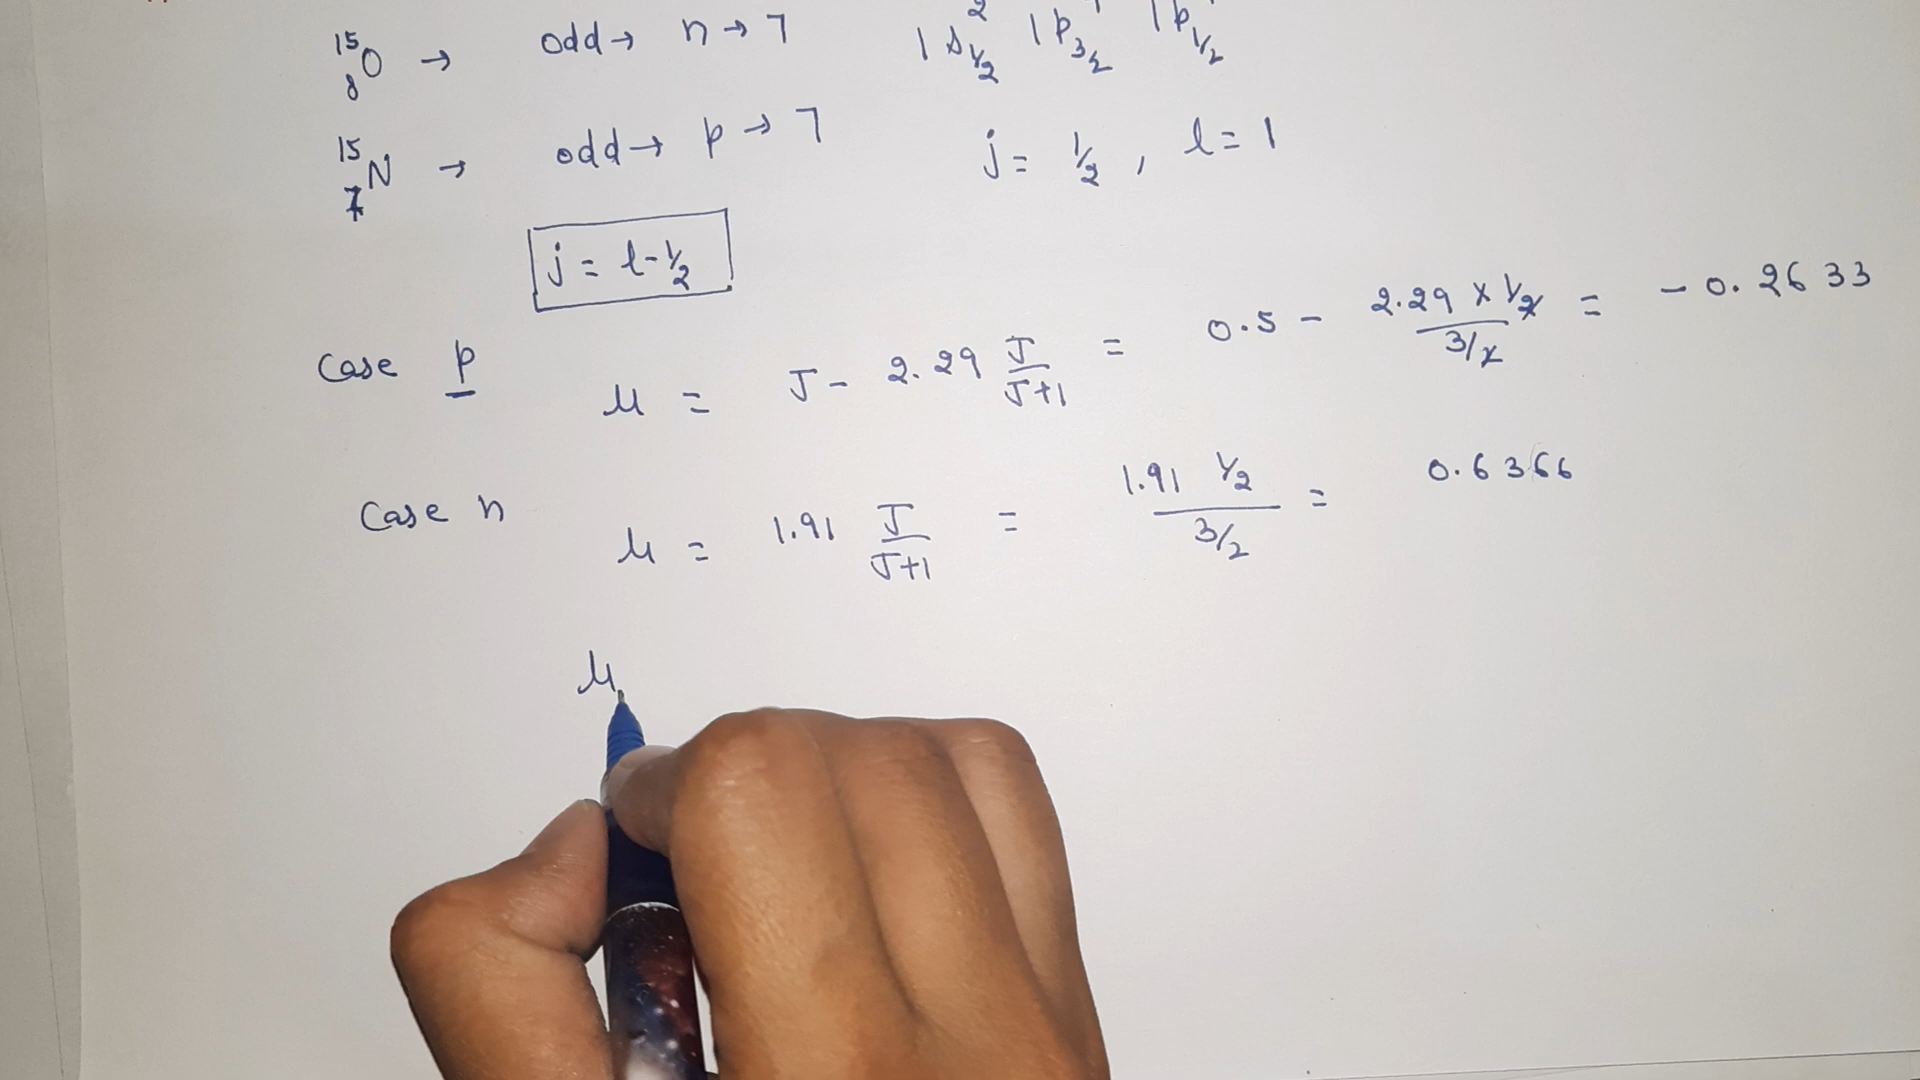 ¹⁵₈O → odd → n → 7 1s₁/₂² 1p₃/₂ 1p₁/₂
¹⁵₇N → odd → p → 7 j = 1/2 , l = 1
j = l - 1/2
Case p μ = J - 2.29 J/(J+1) = 0.5 - (2.29 × 1/2)/(3/2) = - 0.2633
Case n μ = 1.91 J/(J+1) = (1.91 1/2)/(3/2) = 0.6366
μ